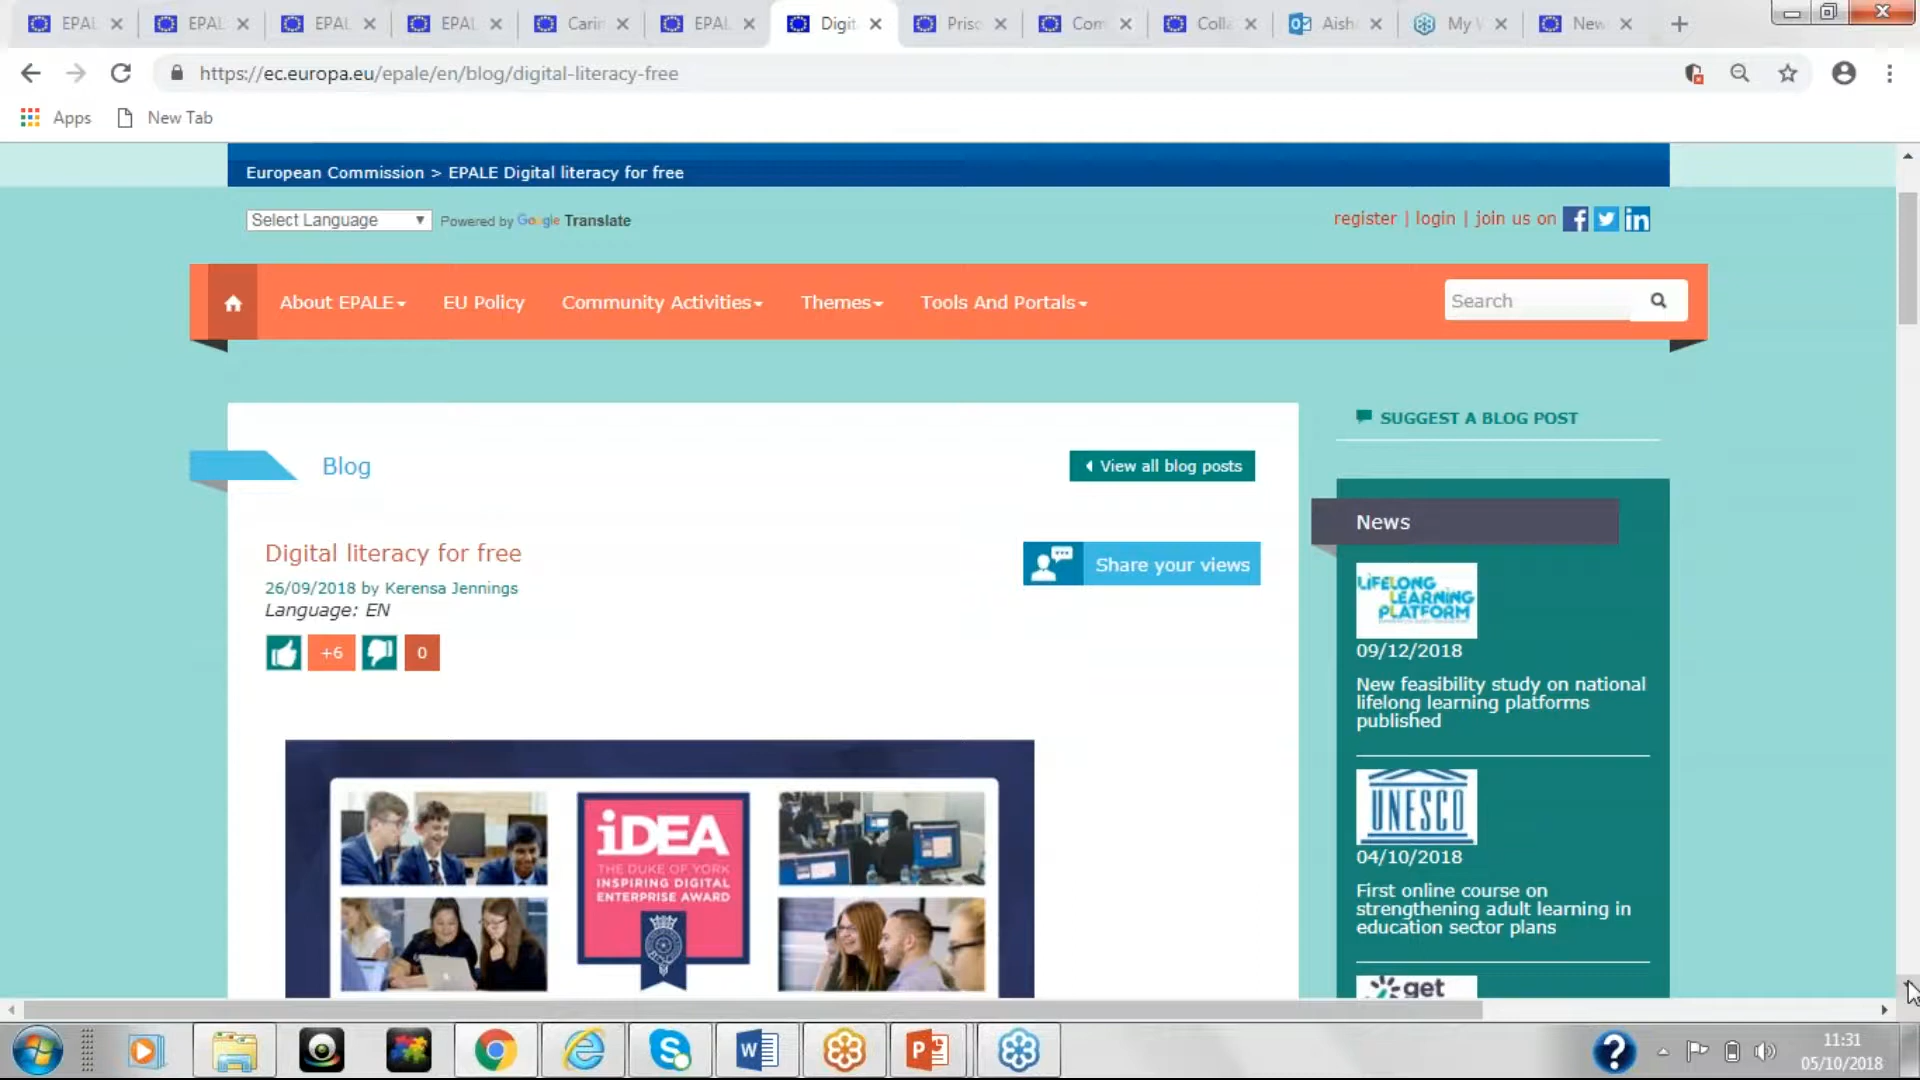 EPAL
EPAL
EPAL
EPAL
Carin
EPAL
Digit
Priso
Com
Colla
Aish
My
New
https://ec.europa.eu/epale/en/blog/digital-literacy-free
Apps
New Tab
European Commission > EPALE Digital literacy for free
Select Language
Powered by Google Translate
register | login | join us on
About EPALE
EU Policy
Community Activities
Themes
Tools And Portals
Search
SUGGEST A BLOG POST
Blog
View all blog posts
News
Digital literacy for free
Share your views
26/09/2018 by Kerensa Jennings
Language: EN
+6
0
LIFELONG
LEARNING
PLATFORM
09/12/2018
New feasibility study on national
lifelong learning platforms
published
iDEA
THE DUKE OF YORK
INSPIRING DIGITAL
ENTERPRISE AWARD
UNESCO
04/10/2018
First online course on
strengthening adult learning in
education sector plans
get
11:31
05/10/2018